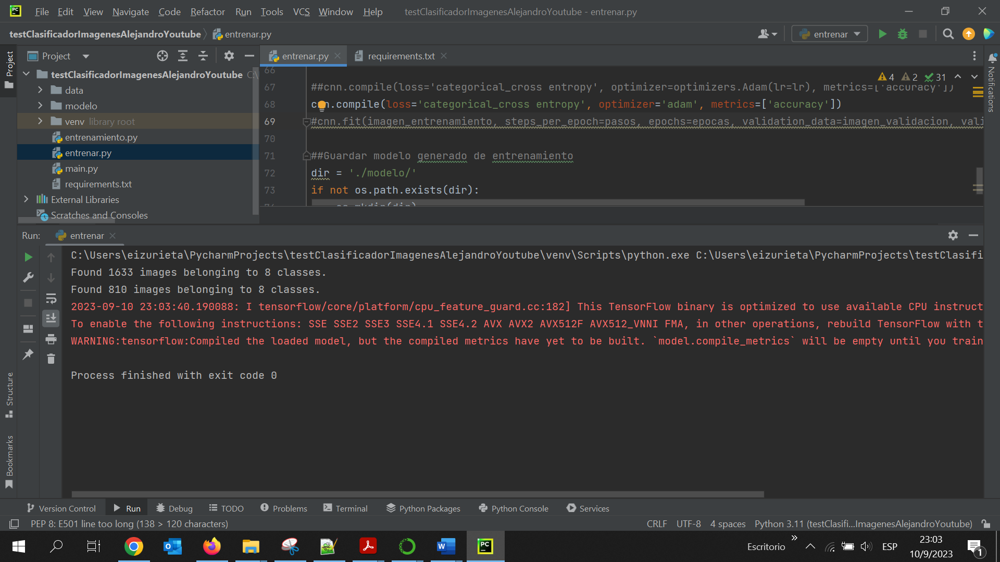 PC File Edit View Navigate Code Refactor Run Tools VCS Window Help testClasificadorImagenesAlejandroYoutube - entrenar.py
testClasificadorImagenesAlejandroYoutube entrenar.py entrenar
Project
Project
entrenar.py requirements.txt
testClasificadorImagenesAlejandroYoutube C:\
data
modelo
venv library root
entrenamiento.py
entrenar.py
main.py
requirements.txt
External Libraries
Scratches and Consoles
4 2 31
Notifications
66
67 ##cnn.compile(loss='categorical_cross entropy', optimizer=optimizers.Adam(lr=lr), metrics=['accuracy'])
68 cnn.compile(loss='categorical_cross entropy', optimizer='adam', metrics=['accuracy'])
69 #cnn.fit(imagen_entrenamiento, steps_per_epoch=pasos, epochs=epocas, validation_data=imagen_validacion, vali
70
71 ##Guardar modelo generado de entrenamiento
72 dir = './modelo/'
73 if not os.path.exists(dir):
74 os.mkdir(dir)
Run: entrenar
C:\Users\eizurieta\PycharmProjects\testClasificadorImagenesAlejandroYoutube\venv\Scripts\python.exe C:\Users\eizurieta\PycharmProjects\testClasifi
Found 1633 images belonging to 8 classes.
Found 810 images belonging to 8 classes.
2023-09-10 23:03:40.190088: I tensorflow/core/platform/cpu_feature_guard.cc:182] This TensorFlow binary is optimized to use available CPU instruct
To enable the following instructions: SSE SSE2 SSE3 SSE4.1 SSE4.2 AVX AVX2 AVX512F AVX512_VNNI FMA, in other operations, rebuild TensorFlow with t
WARNING:tensorflow:Compiled the loaded model, but the compiled metrics have yet to be built. `model.compile_metrics` will be empty until you train
Process finished with exit code 0
Structure
Bookmarks
Version Control Run Debug TODO Problems Terminal Python Packages Python Console Services
PEP 8: E501 line too long (138 > 120 characters) CRLF UTF-8 4 spaces Python 3.11 (testClasifi...ImagenesAlejandroYoutube)
PC Escritorio ESP 23:03
10/9/2023 1